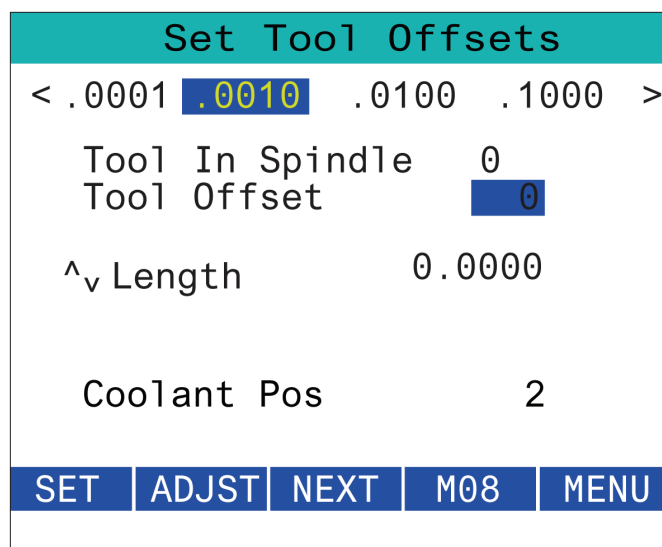 Set Tool Offsets
< .0001 .0010 .0100 .1000 >
Tool In Spindle 0
Tool Offset 0
^v Length 0.0000
Coolant Pos 2
SET ADJST NEXT M08 MENU